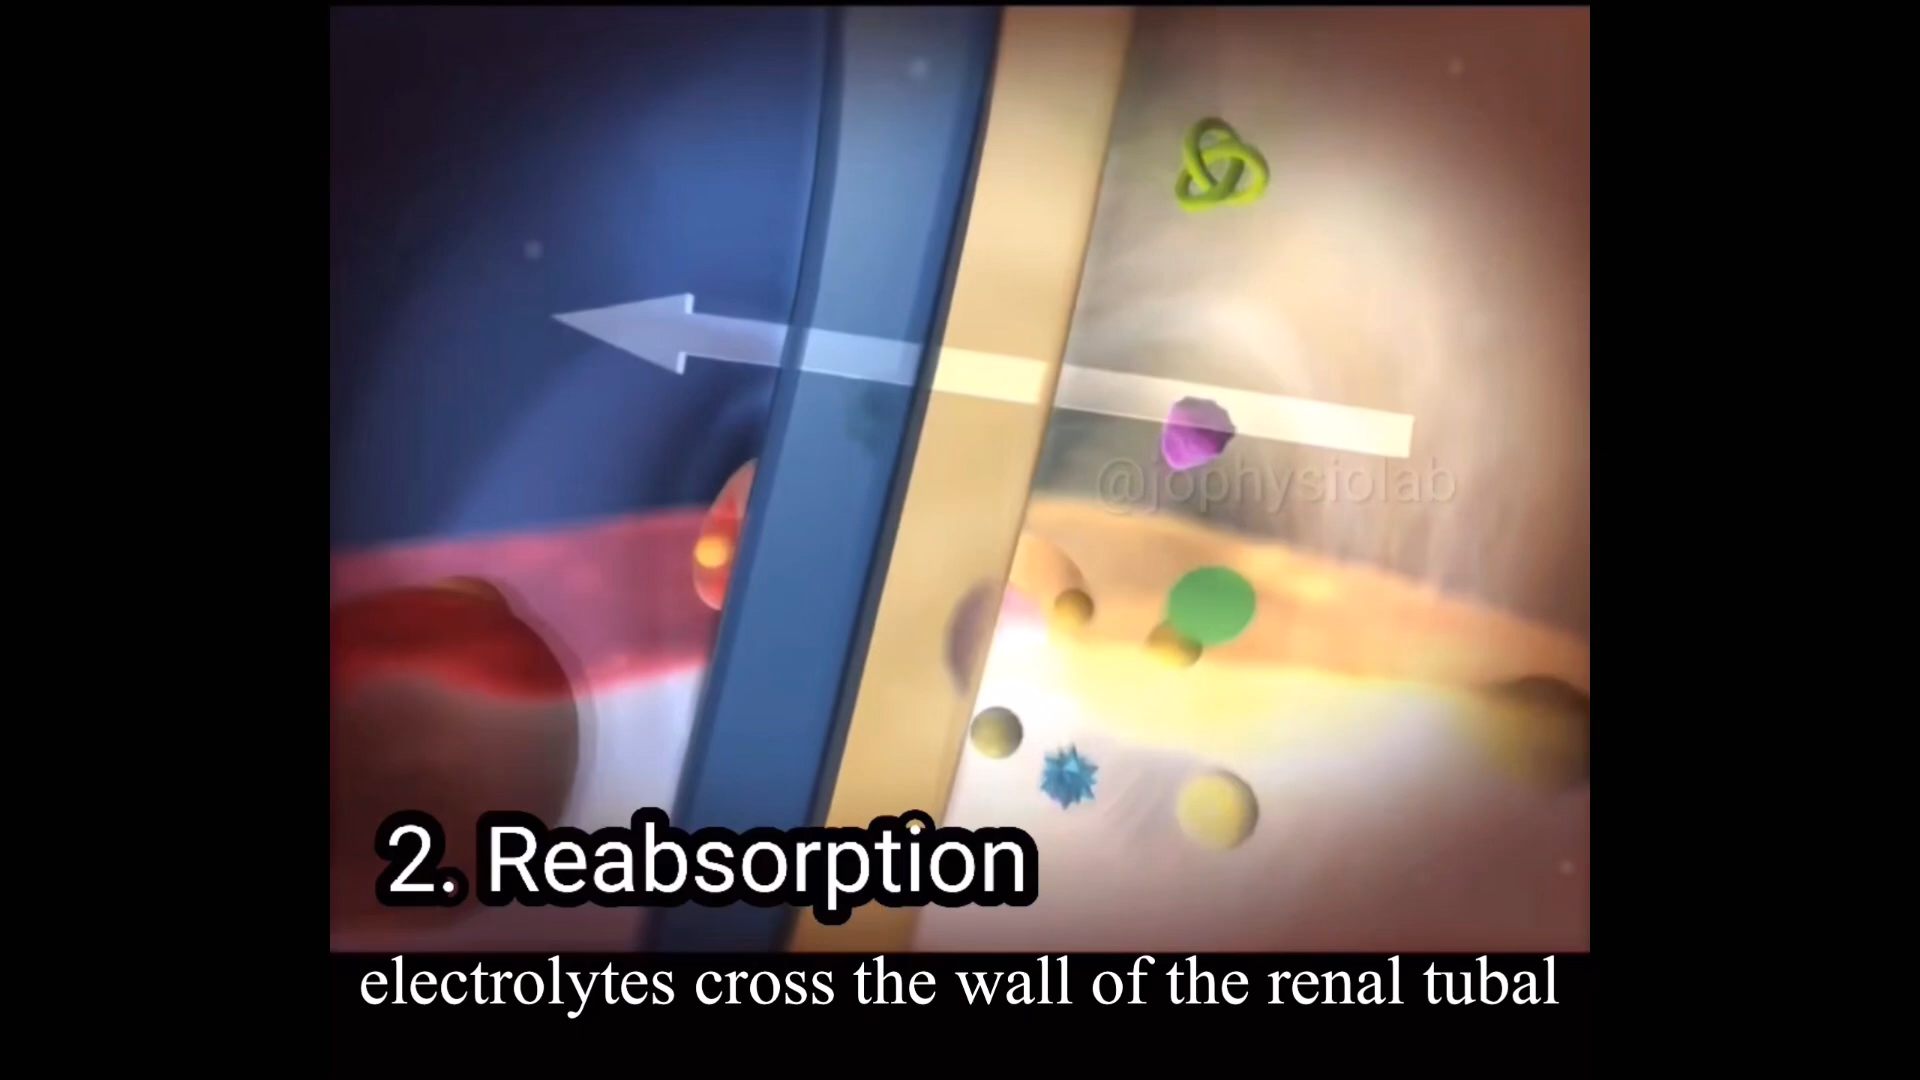 @jophysiolab
2. Reabsorption
electrolytes cross the wall of the renal tubal